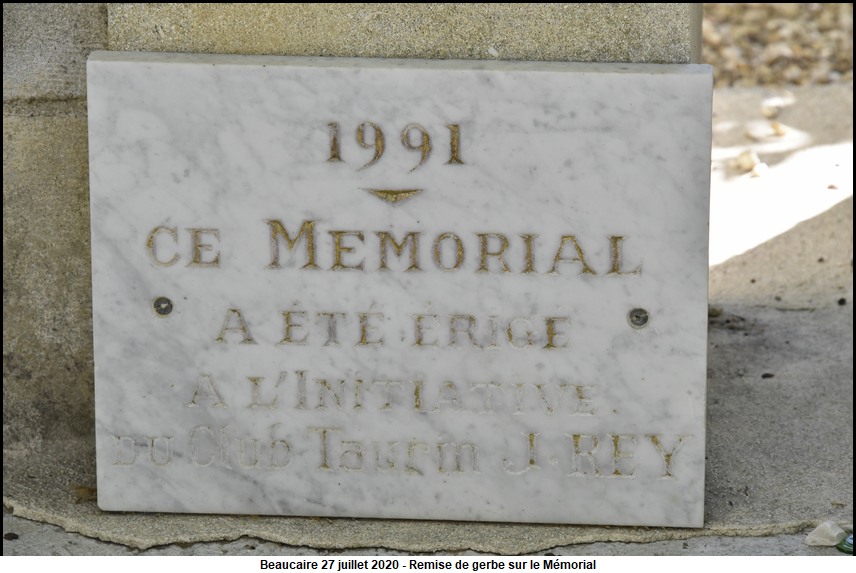 1991
CE MEMORIAL
A ÉTÉ ÉRIGE
A L'INITIATIVE.
DU Club Taurin J. REY
Beaucaire 27 juillet 2020 - Remise de gerbe sur le Mémorial